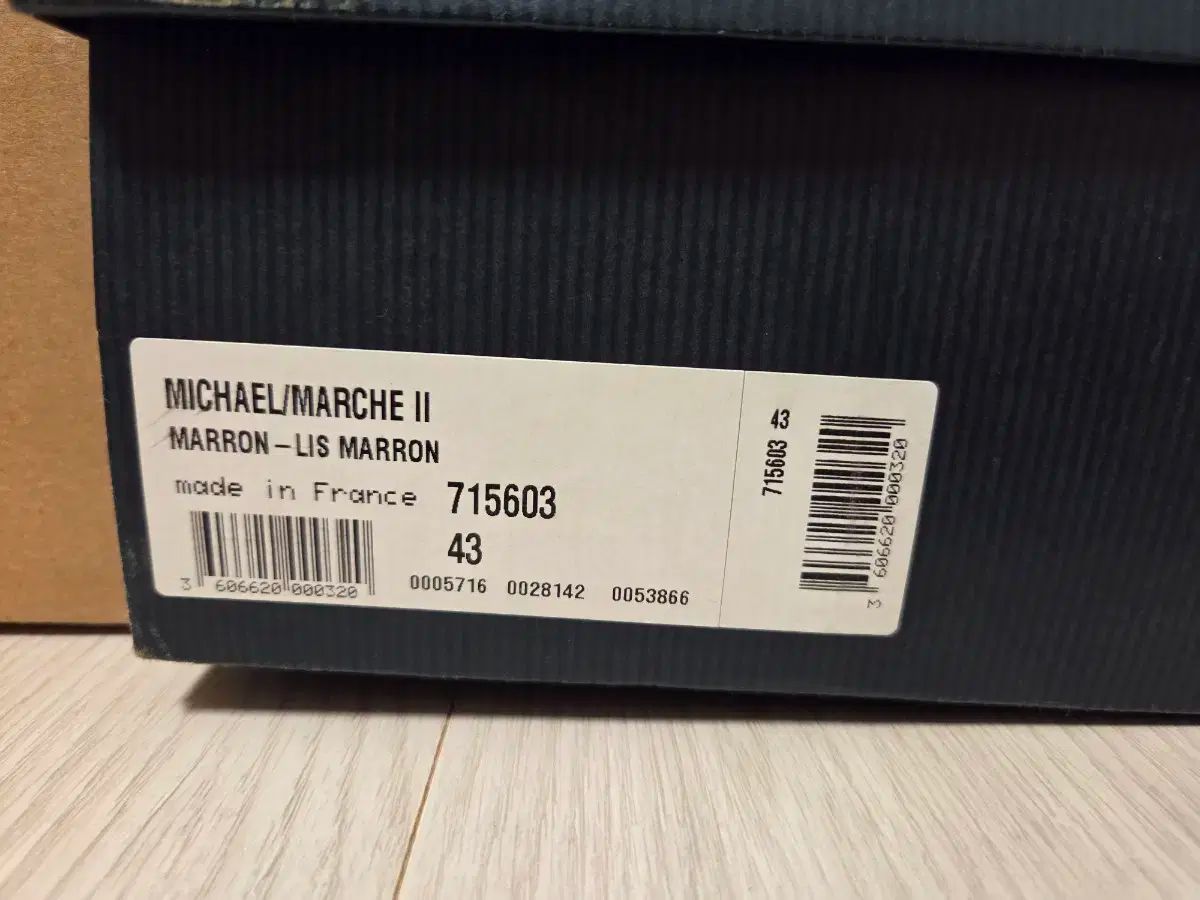 MICHAEL/MARCHE II
MARRON – LIS MARRON
made in France 715603
43
3 606620 000320
0005716 0028142 0053866
43
715603
3 606620 000320